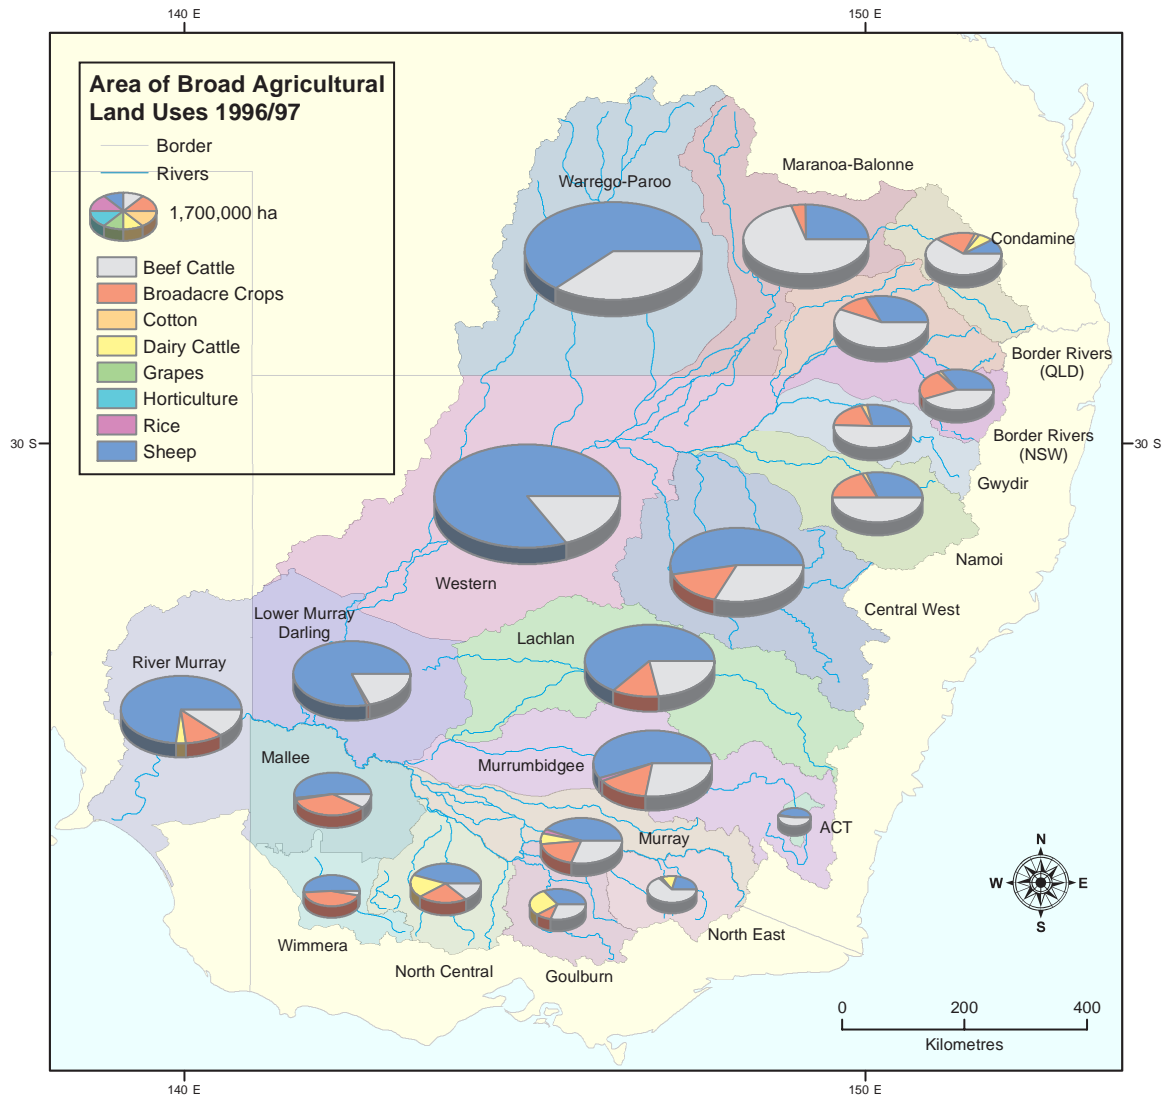 140 E
150 E
Area of Broad Agricultural
Land Uses 1996/97
Border
Rivers
1,700,000 ha
Beef Cattle
Broadacre Crops
Cotton
Dairy Cattle
Grapes
Horticulture
Rice
Sheep
Maranoa-Balonne
Warrego-Paroo
Condamine
Border Rivers
(QLD)
30 S
30 S
Border Rivers
(NSW)
Gwydir
Namoi
Western
Central West
Lower Murray
Darling
Lachlan
River Murray
Mallee
Murrumbidgee
ACT
Murray
N
W
E
S
North East
Wimmera
North Central
Goulburn
0
200
400
Kilometres
140 E
150 E